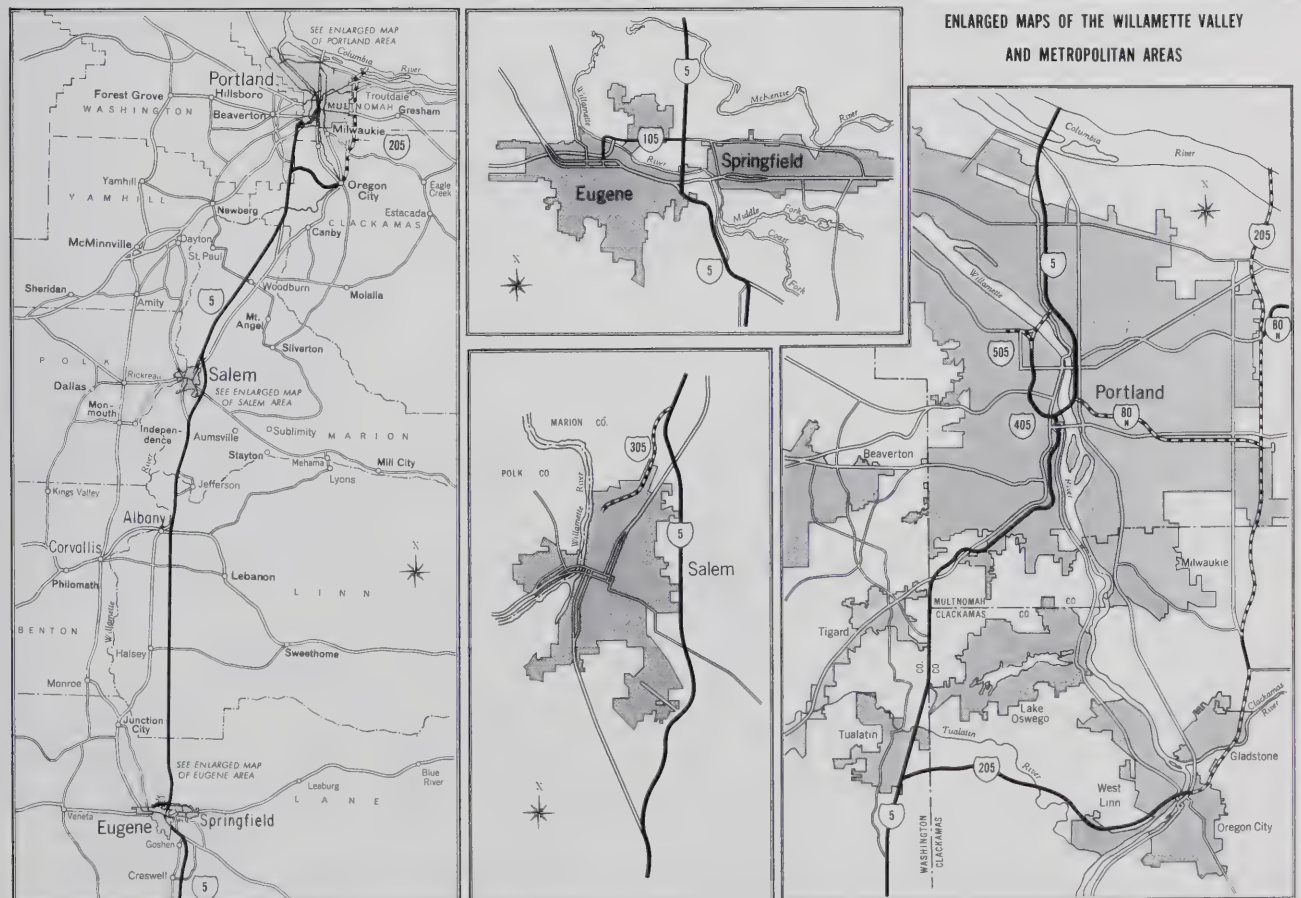 ENLARGED MAPS OF THE WILLAMETTE VALLEY
AND METROPOLITAN AREAS
SEE ENLARGED MAP
OF PORTLAND AREA
Columbia
River
Portland
Forest Grove
Hillsboro
WASHINGTON
MULTNOMAH
Troutdale
Beaverton
Gresham
Milwaukie
205
Yamhill
Oregon
City
Eagle
Creek
YAMHILL
Newberg
Estacada
CLACKAMAS
Canby
McMinnville
Dayton
St. Paul
Sheridan
5
Woodburn
Molalla
Amity
Mt.
Angel
Silverton
POLK
Rickreall
Salem
Dallas
SEE ENLARGED MAP
OF SALEM AREA
Mon-
mouth
Indepen-
dence
Aumsville
Sublimity
MARION
Stayton
Mehama
Mill City
River
Lyons
Kings Valley
Jefferson
Albany
Corvallis
Philomath
Lebanon
LINN
Willamette
BENTON
Halsey
Sweethome
Monroe
Junction
City
SEE ENLARGED MAP
OF EUGENE AREA
Blue
River
Leaburg
LANE
Veneta
Eugene
Springfield
Goshen
Creswell
5
5
Willamette
McKenzie
River
105
River
Springfield
Eugene
Middle
Fork
Coast
Fork
5
MARION CO.
305
POLK CO
Willamette
River
5
Salem
Columbia
River
205
5
Willamette
80
N
505
Portland
80
N
405
Beaverton
River
Milwaukie
MULTNOMAH CO
CLACKAMAS CO
Tigard
CO.
CO
Lake
Oswego
Clackamas
River
Tualatin
Tualatin
River
Gladstone
205
West
Linn
5
Oregon City
WASHINGTON
CLACKAMAS